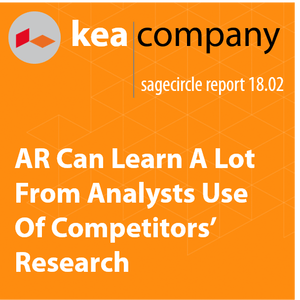 kea company
sagecircle report 18.02
AR Can Learn A Lot
From Analysts Use
Of Competitors’
Research